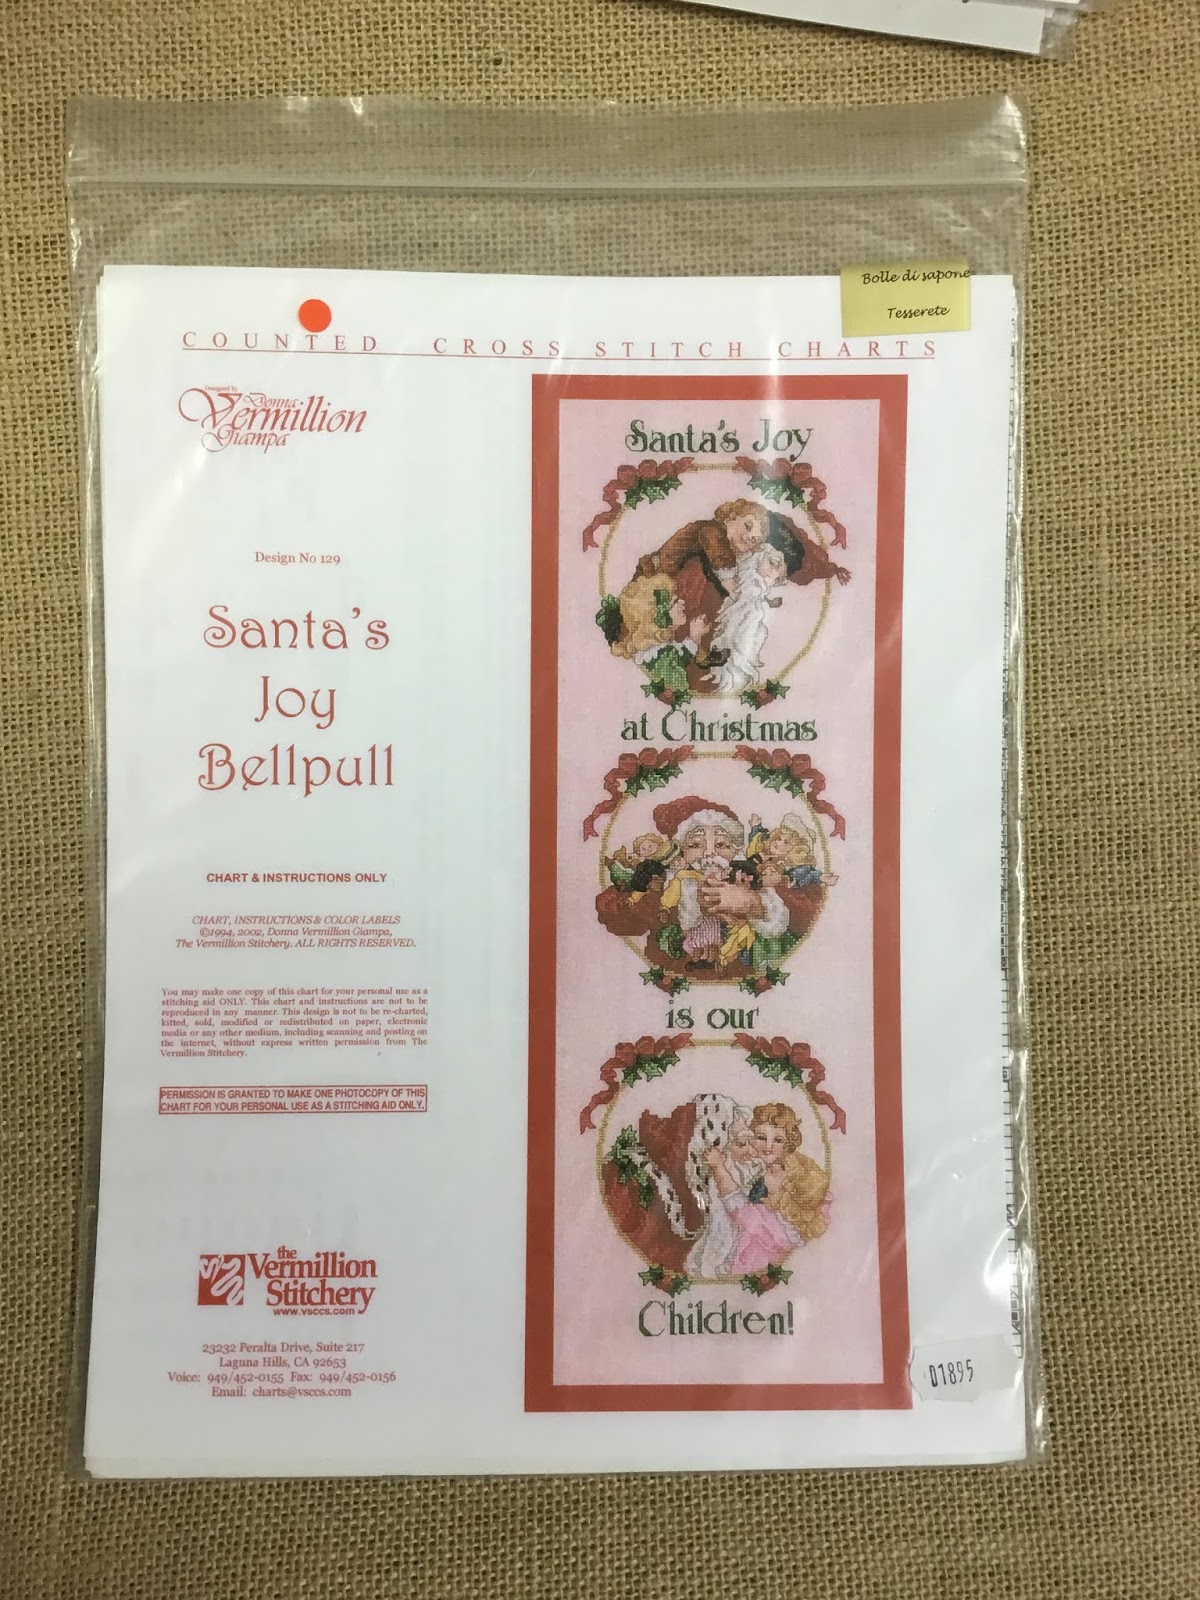 Bolle di sapone
Tesserete
COUNTED CROSS STITCH CHARTS
Designed by
Donna
Vermillion
Giampa
Design No 129
Santa's
Joy
Bellpull
CHART & INSTRUCTIONS ONLY
CHART, INSTRUCTIONS & COLOR LABELS
©1994, 2002, Donna Vermillion Giampa,
The Vermillion Stitchery. ALL RIGHTS RESERVED.
You may make one copy of this chart for your personal use as a
stitching aid ONLY. This chart and instructions are not to be
reproduced in any manner. This design is not to be re-charted,
kitted, sold, modified or redistributed on paper, electronic
media or any other medium, including scanning and posting on
the internet, without express written permission from The
Vermillion Stitchery.
PERMISSION IS GRANTED TO MAKE ONE PHOTOCOPY OF THIS
CHART FOR YOUR PERSONAL USE AS A STITCHING AID ONLY.
the
Vermillion
Stitchery
www.vsccs.com
23232 Peralta Drive, Suite 217
Laguna Hills, CA 92653
Voice: 949/452-0155 Fax: 949/452-0156
Email: charts@vsccs.com
Santa's Joy
at Christmas
is our
Children!
01895